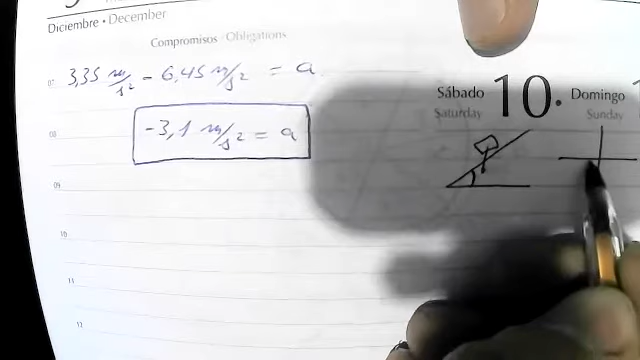 Diciembre • December
Compromisos / Obligations
07 3,35 m/s² - 6,45 m/s² = a
08 -3,1 m/s² = a
09
10
11
12
Sábado 10. Domingo
Saturday Sunday